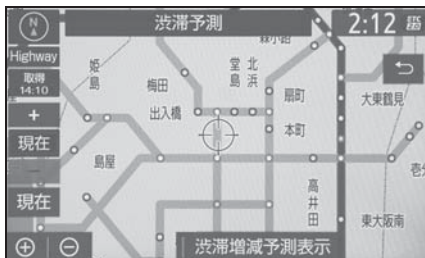 N
渋滞予測
2:12
Highway
取得
14:10
+
現在
現在
姫島
梅田
堂島
北浜
出入橋
扇町
本町
大東鶴見
島屋
高井田
東大阪南
渋滞増減予測表示